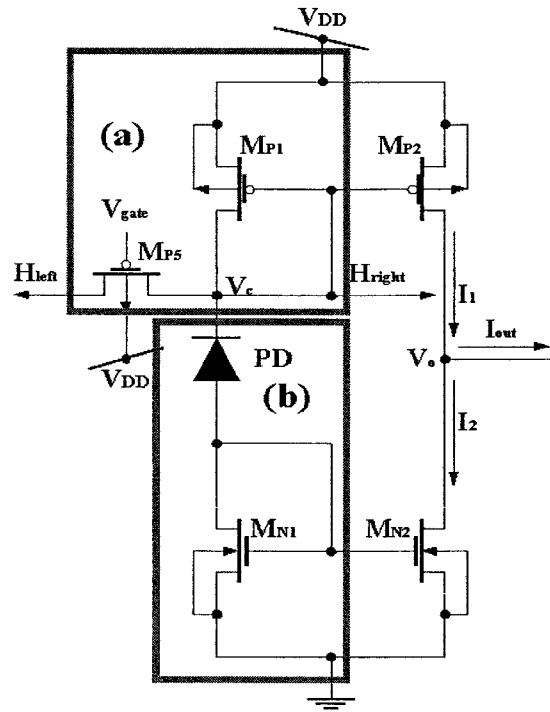 VDD
(a)
MP1
MP2
Vgate
MP5
Hleft
Vc
Hright
I1
Iout
VDD
PD
Vo
(b)
I2
MN1
MN2